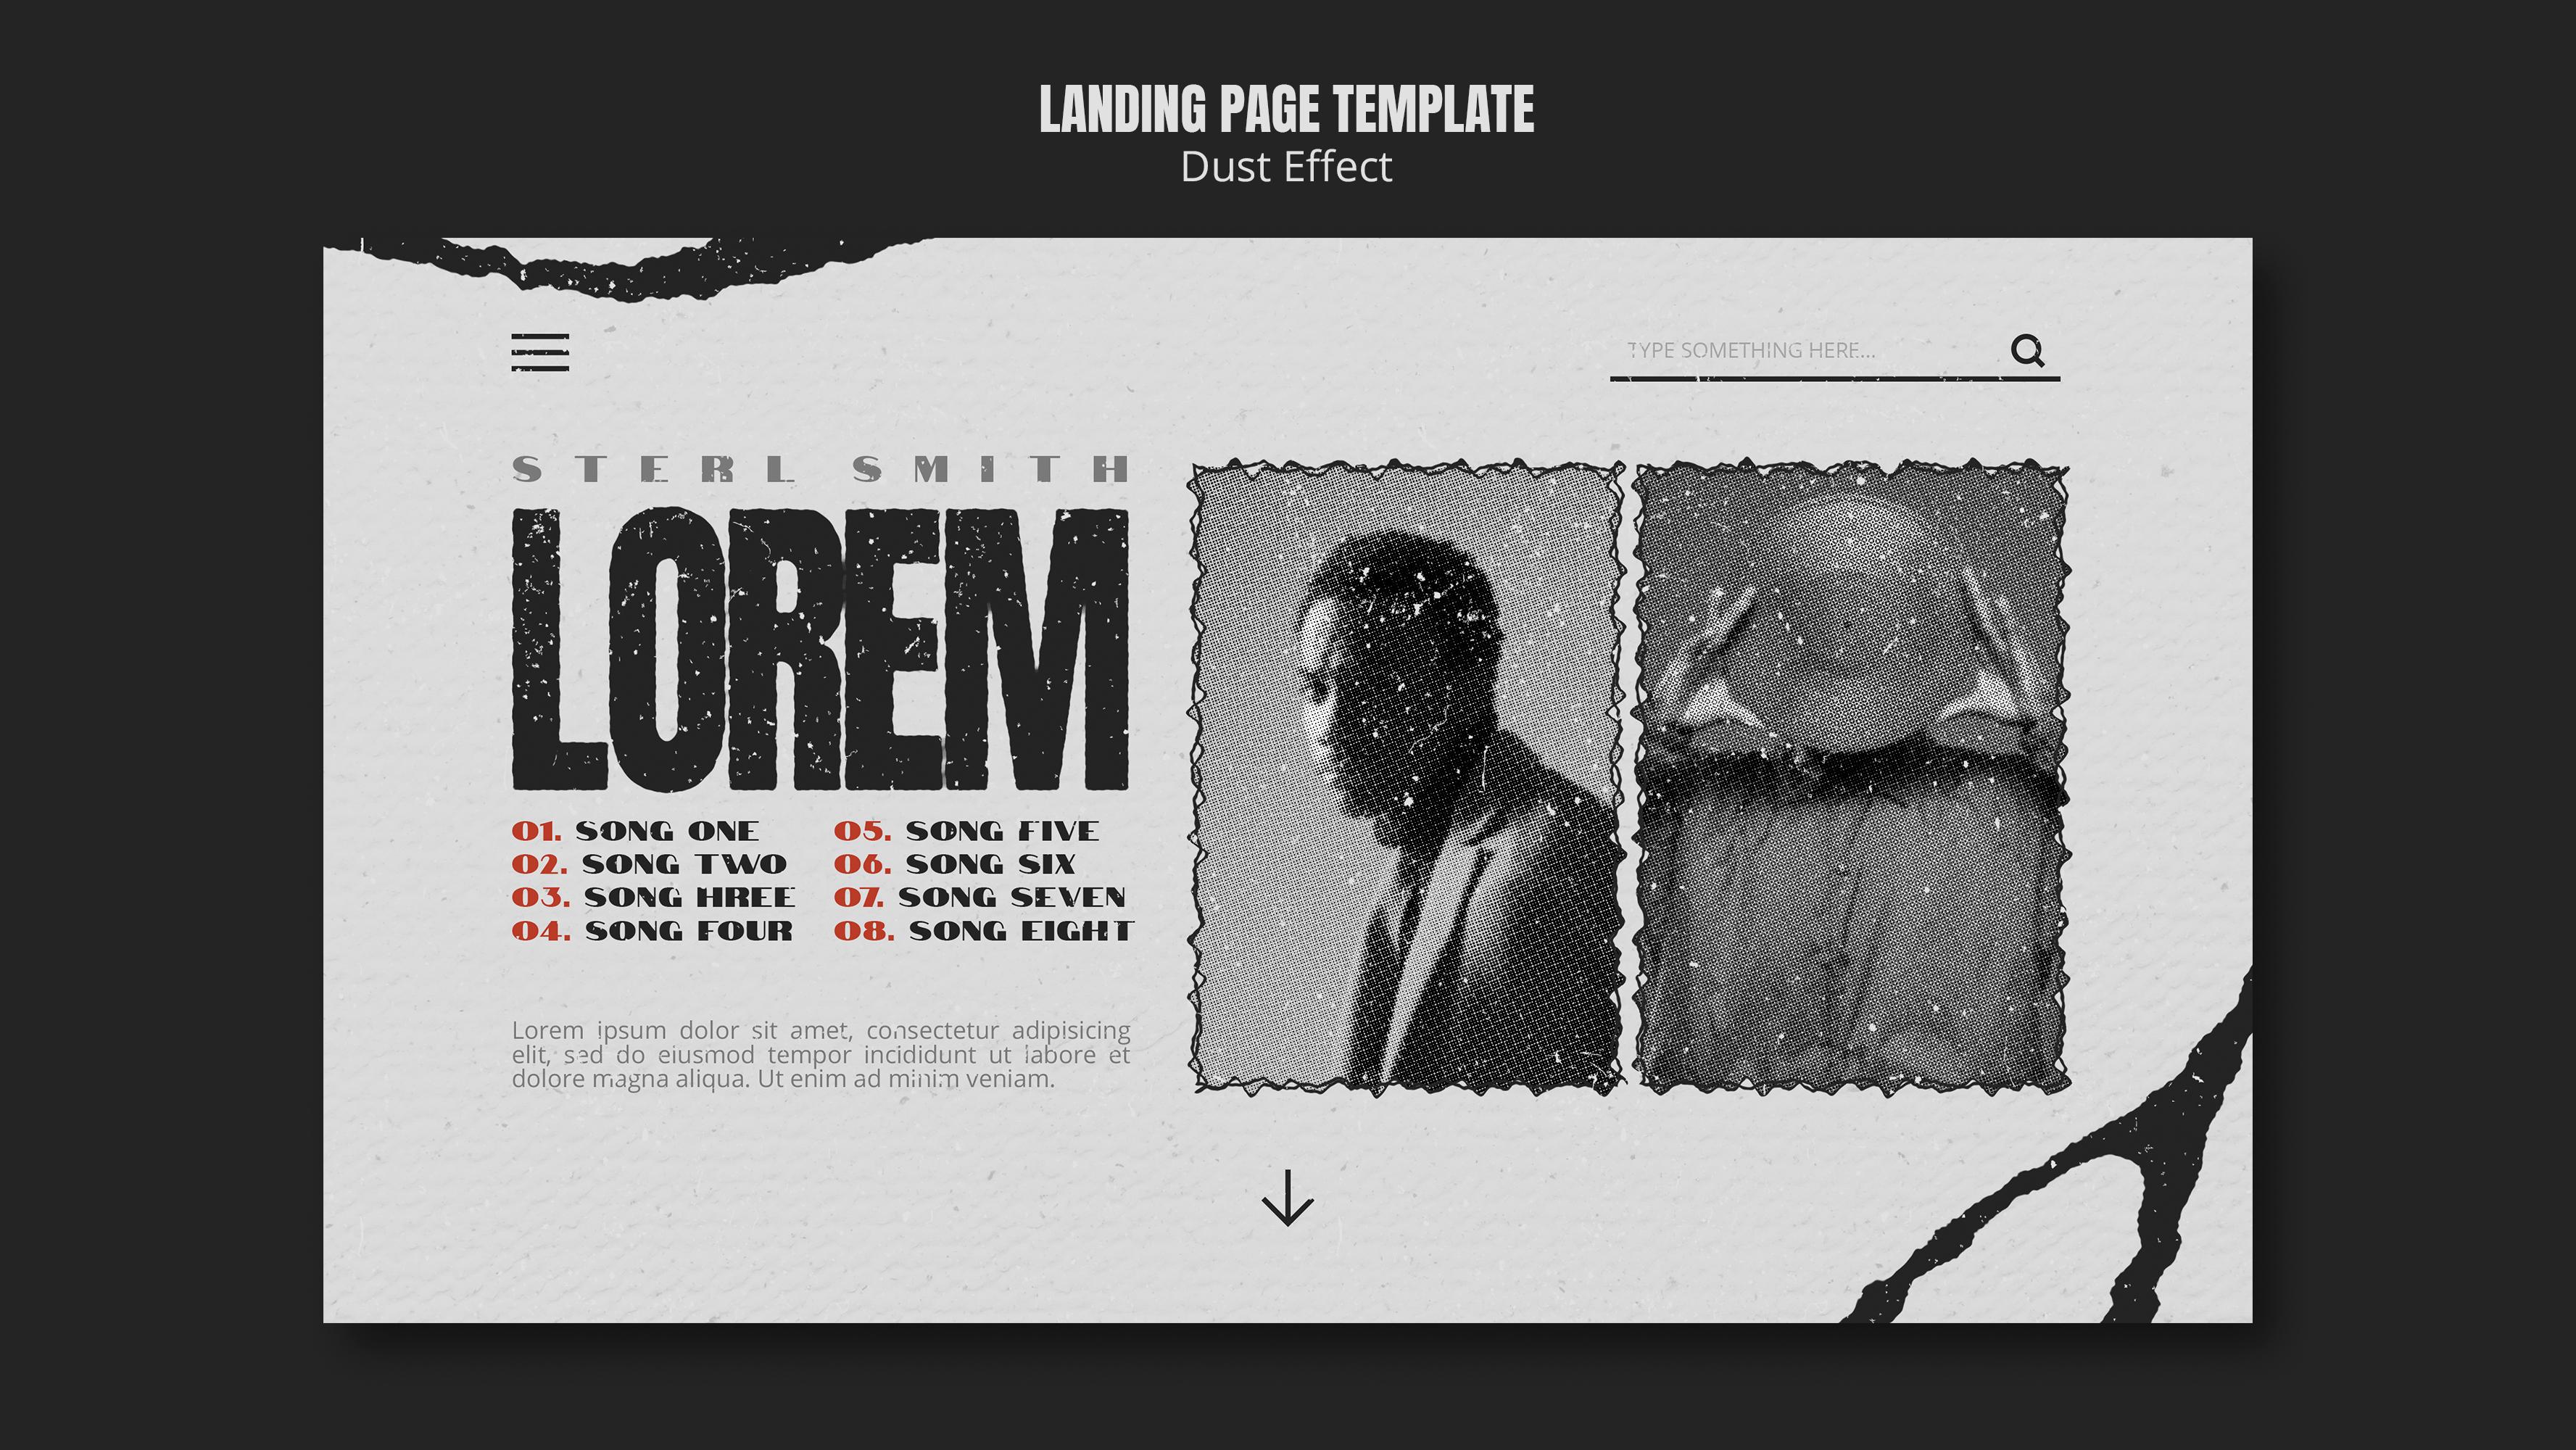 LANDING PAGE TEMPLATE
Dust Effect
TYPE SOMETHING HERE...
STERL SMITH
LOREM
01. SONG ONE
02. SONG TWO
03. SONG HREE
04. SONG FOUR
05. SONG FIVE
06. SONG SIX
07. SONG SEVEN
08. SONG EIGHT
Lorem ipsum dolor sit amet, consectetur adipisicing
elit, sed do eiusmod tempor incididunt ut labore et
dolore magna aliqua. Ut enim ad minim veniam.